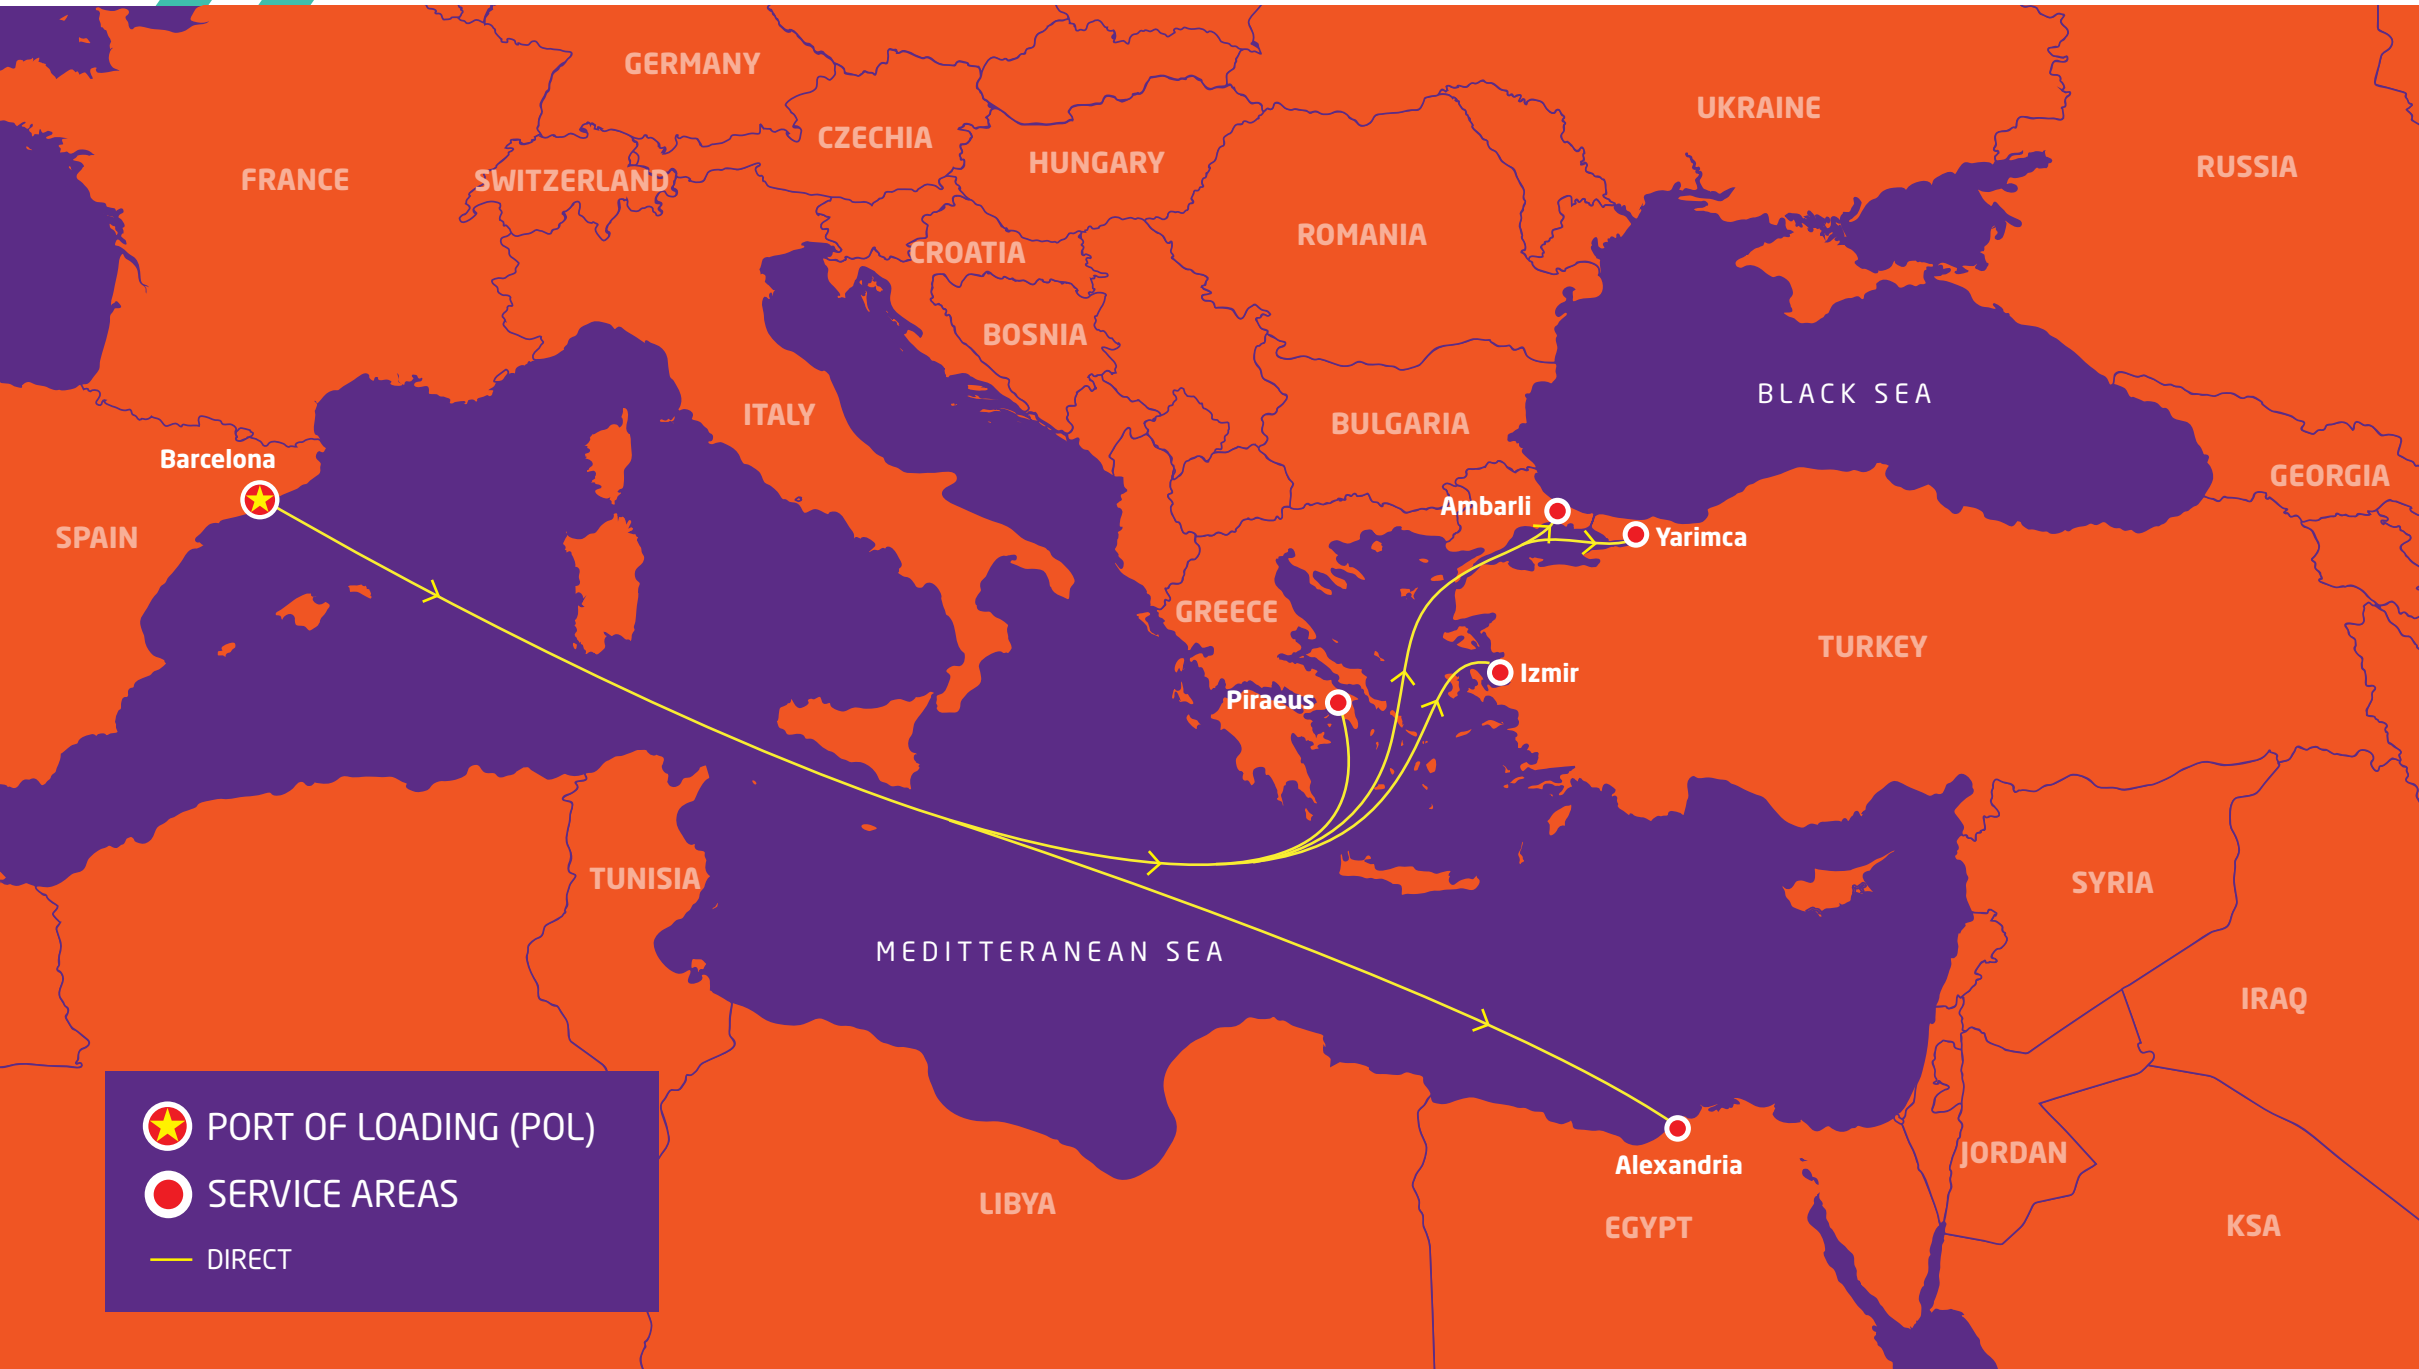 GERMANY
UKRAINE
CZECHIA
HUNGARY
RUSSIA
FRANCE
SWITZERLAND
ROMANIA
CROATIA
BOSNIA
BLACK SEA
ITALY
BULGARIA
Barcelona
GEORGIA
Ambarli
SPAIN
Yarimca
GREECE
TURKEY
Izmir
Piraeus
TUNISIA
SYRIA
MEDITTERANEAN SEA
IRAQ
PORT OF LOADING (POL)
SERVICE AREAS
DIRECT
JORDAN
Alexandria
LIBYA
EGYPT
KSA